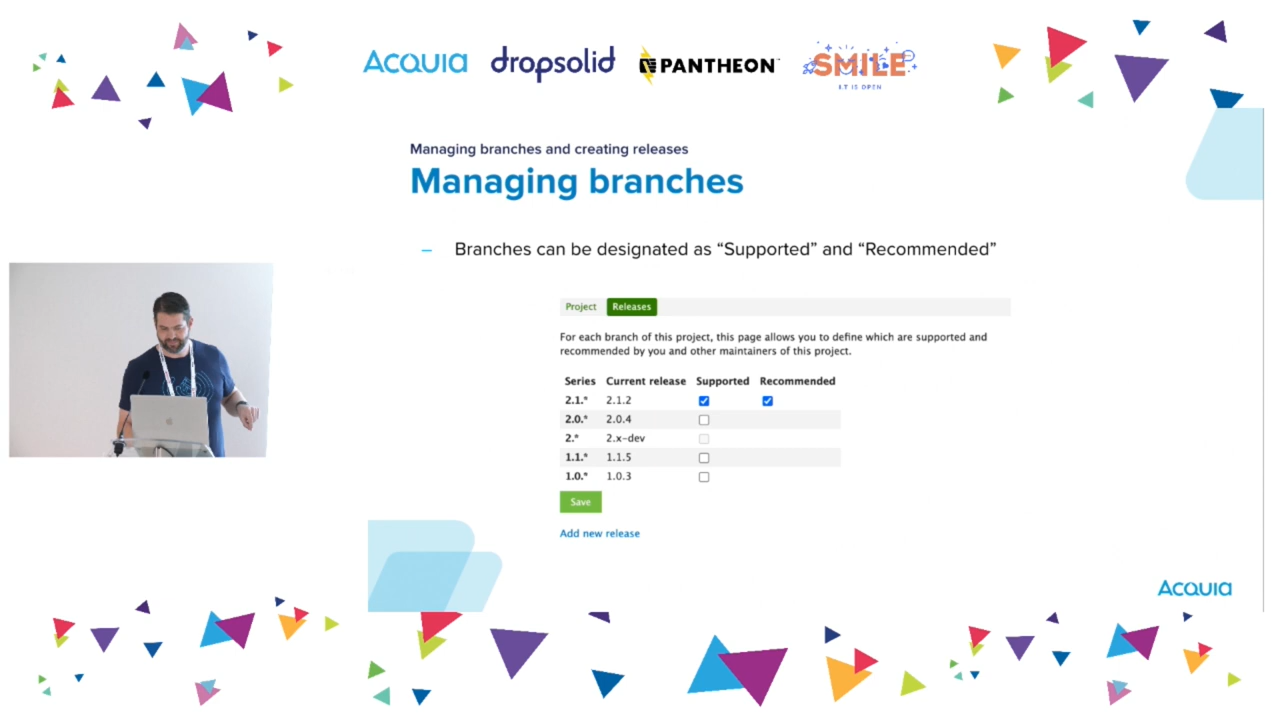 ACQUIA dropsolid PANTHEON SMILE
I.T IS OPEN
Managing branches and creating releases
Managing branches
– Branches can be designated as “Supported” and “Recommended”
Project Releases
For each branch of this project, this page allows you to define which are supported and
recommended by you and other maintainers of this project.
Series Current release Supported Recommended
2.1.* 2.1.2
2.0.* 2.0.4
2.* 2.x-dev
1.1.* 1.1.5
1.0.* 1.0.3
Save
Add new release
ACQUIA